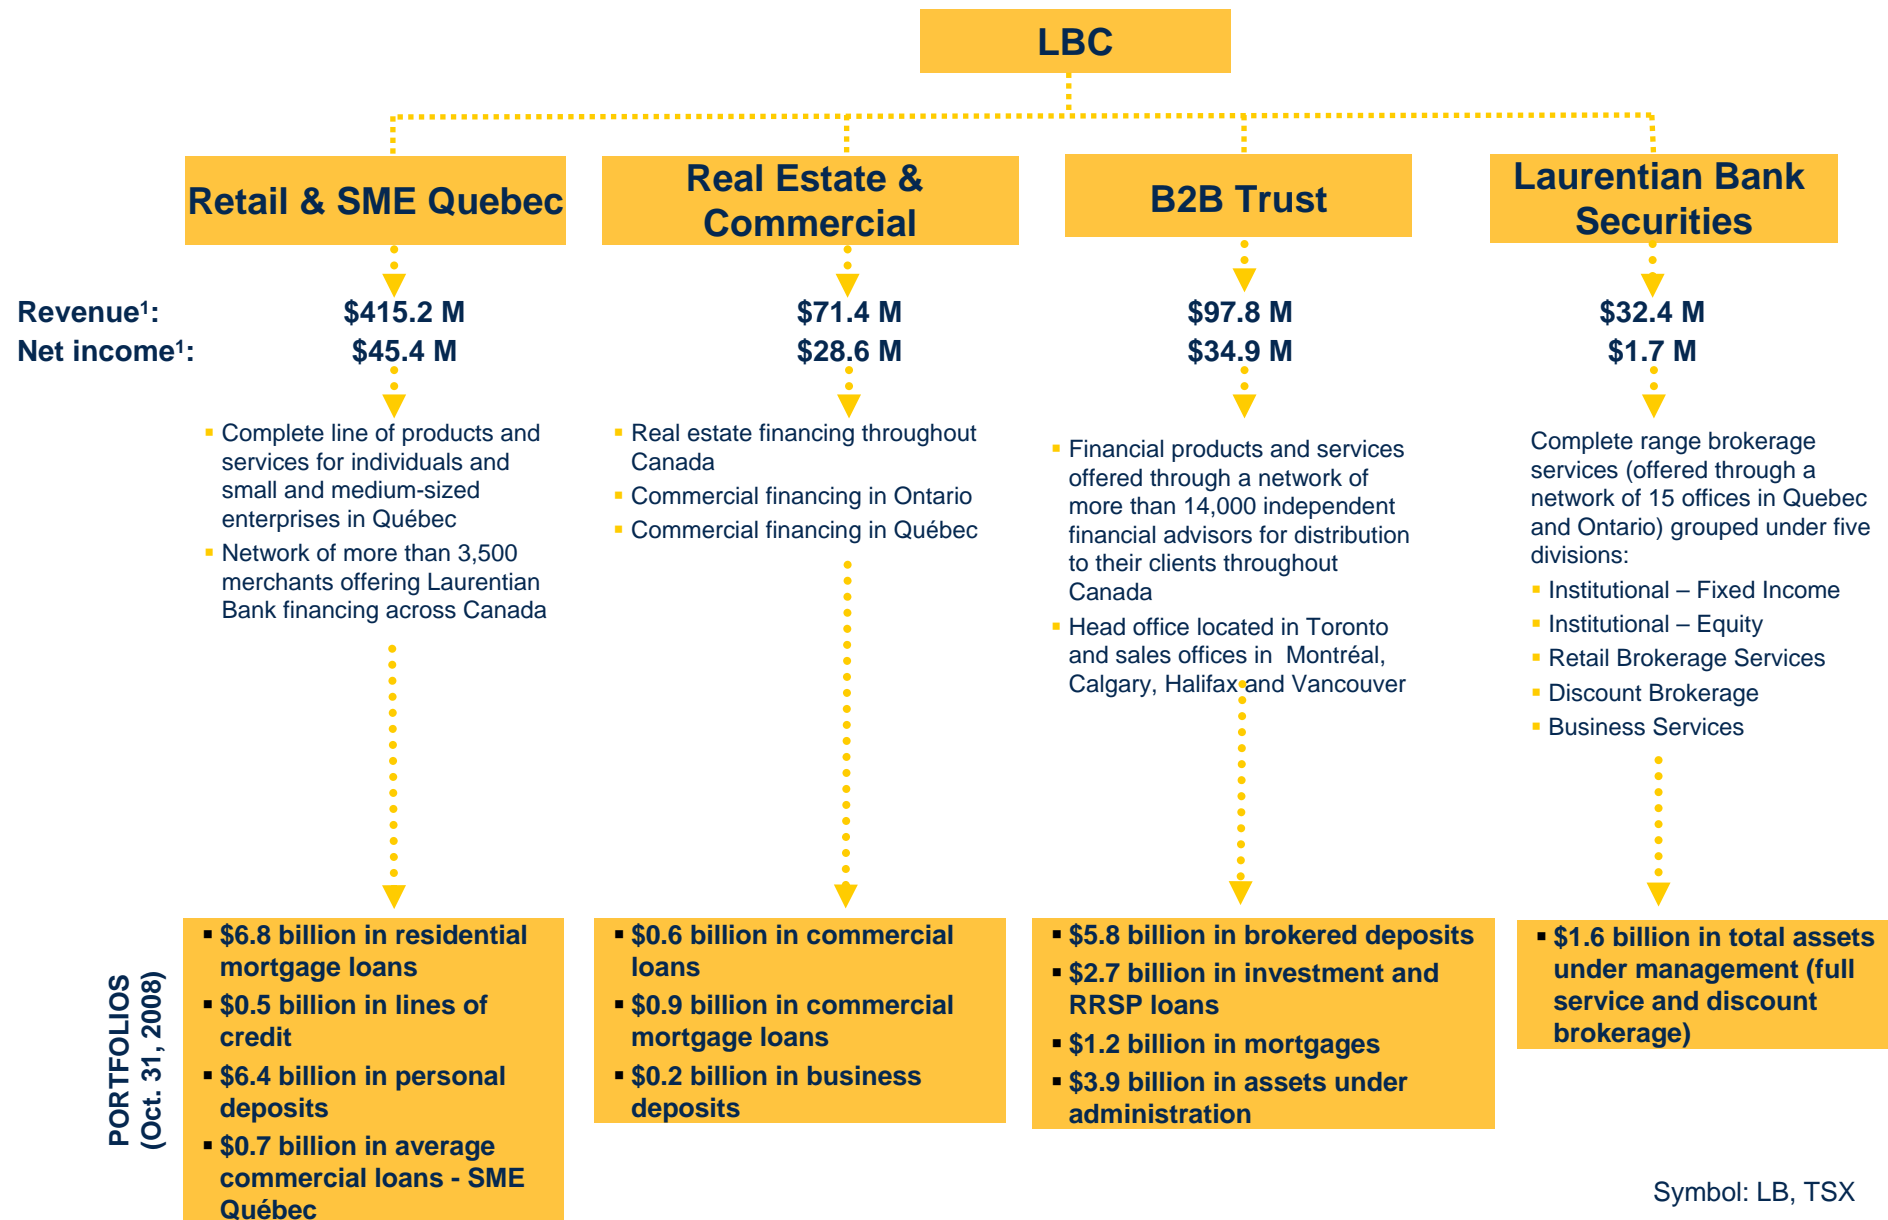 LBC
Retail & SME Quebec
Real Estate &
Commercial
B2B Trust
Laurentian Bank
Securities
Revenue¹:
$415.2 M
$71.4 M
$97.8 M
$32.4 M
Net income¹:
$45.4 M
$28.6 M
$34.9 M
$1.7 M
▪ Complete line of products and
services for individuals and
small and medium-sized
enterprises in Québec
▪ Network of more than 3,500
merchants offering Laurentian
Bank financing across Canada
▪ Real estate financing throughout
Canada
▪ Commercial financing in Ontario
▪ Commercial financing in Québec
▪ Financial products and services
offered through a network of
more than 14,000 independent
financial advisors for distribution
to their clients throughout
Canada
▪ Head office located in Toronto
and sales offices in Montréal,
Calgary, Halifax and Vancouver
Complete range brokerage
services (offered through a
network of 15 offices in Quebec
and Ontario) grouped under five
divisions:
▪ Institutional – Fixed Income
▪ Institutional – Equity
▪ Retail Brokerage Services
▪ Discount Brokerage
▪ Business Services
PORTFOLIOS
(Oct. 31, 2008)
▪ $6.8 billion in residential
mortgage loans
▪ $0.5 billion in lines of
credit
▪ $6.4 billion in personal
deposits
▪ $0.7 billion in average
commercial loans - SME
Québec
▪ $0.6 billion in commercial
loans
▪ $0.9 billion in commercial
mortgage loans
▪ $0.2 billion in business
deposits
▪ $5.8 billion in brokered deposits
▪ $2.7 billion in investment and
RRSP loans
▪ $1.2 billion in mortgages
▪ $3.9 billion in assets under
administration
▪ $1.6 billion in total assets
under management (full
service and discount
brokerage)
Symbol: LB, TSX